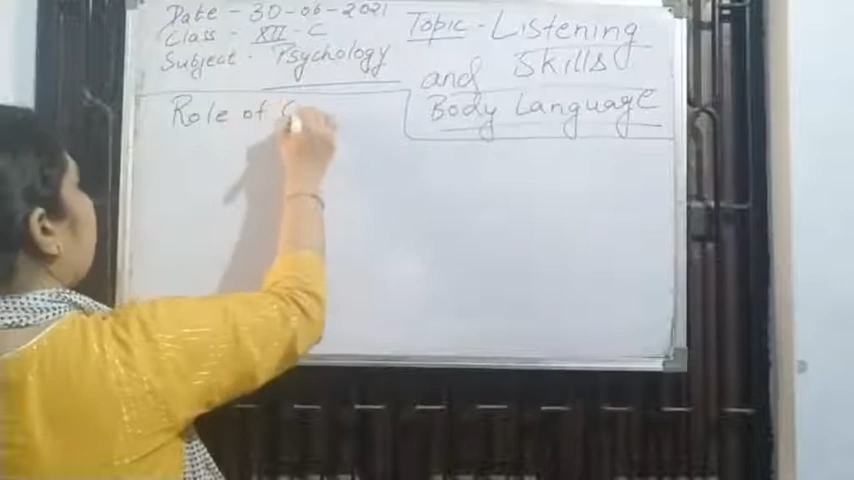 Date - 30-06-2021
Class - XII - C
Subject - Psychology
Topic - Listening
and Skills
Body Language
Role of C